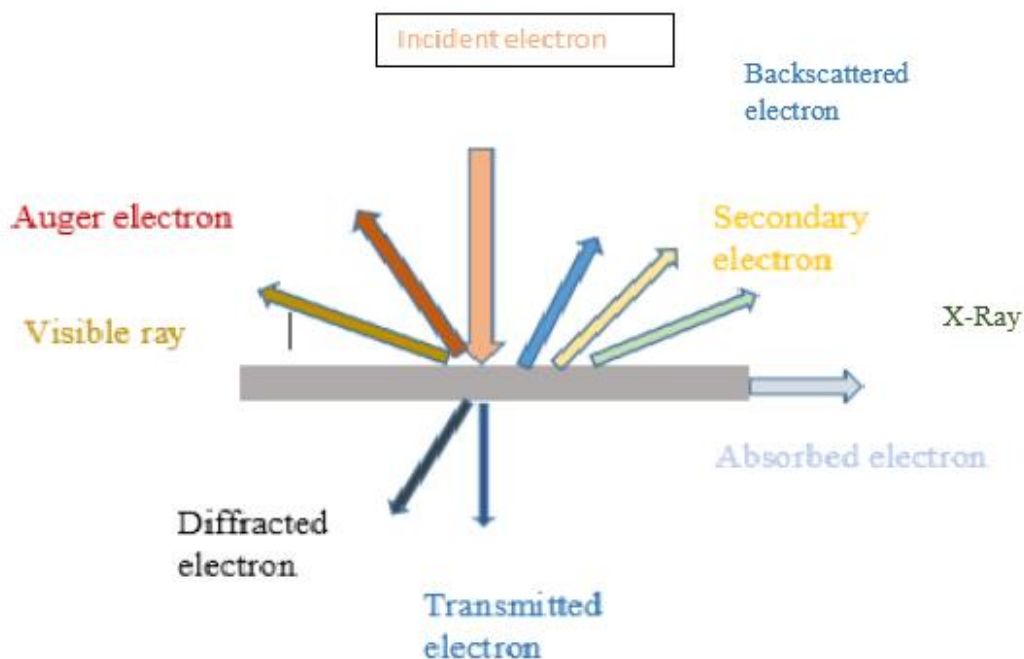 Incident electron
Backscattered
electron
Auger electron
Secondary
electron
Visible ray
X-Ray
Absorbed electron
Diffracted
electron
Transmitted
electron